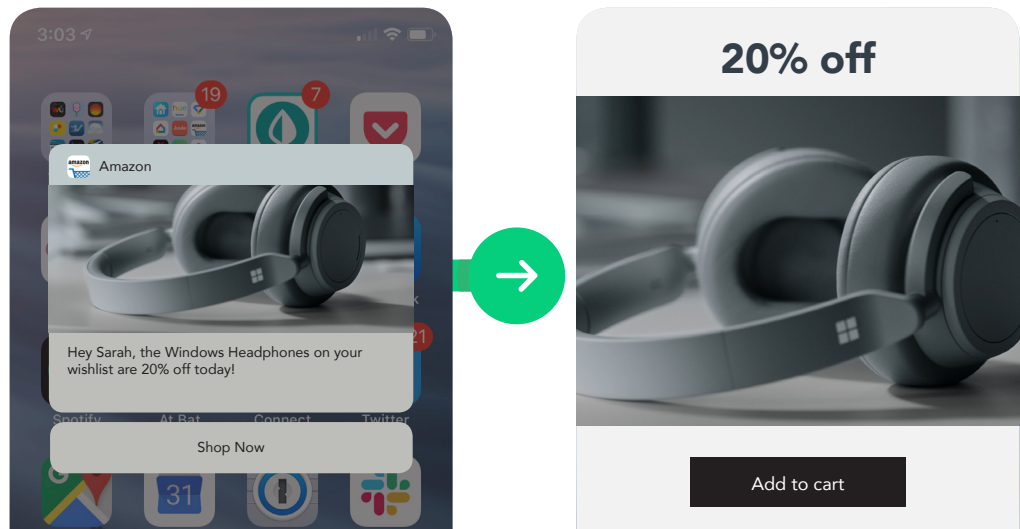 3:03
19
7
amazon
Amazon
21
Hey Sarah, the Windows Headphones on your
wishlist are 20% off today!
Spotify
At Bat
Connect
Twitter
Shop Now
G
31
20% off
Add to cart